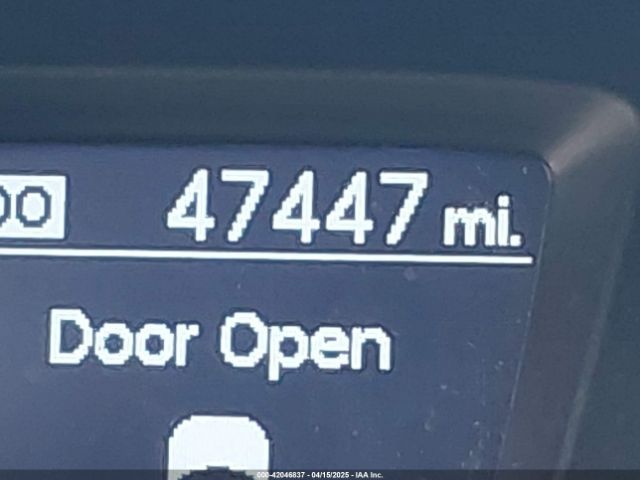 47447 mi.
Door Open
000-42046837 - 04/15/2025 - IAA Inc.